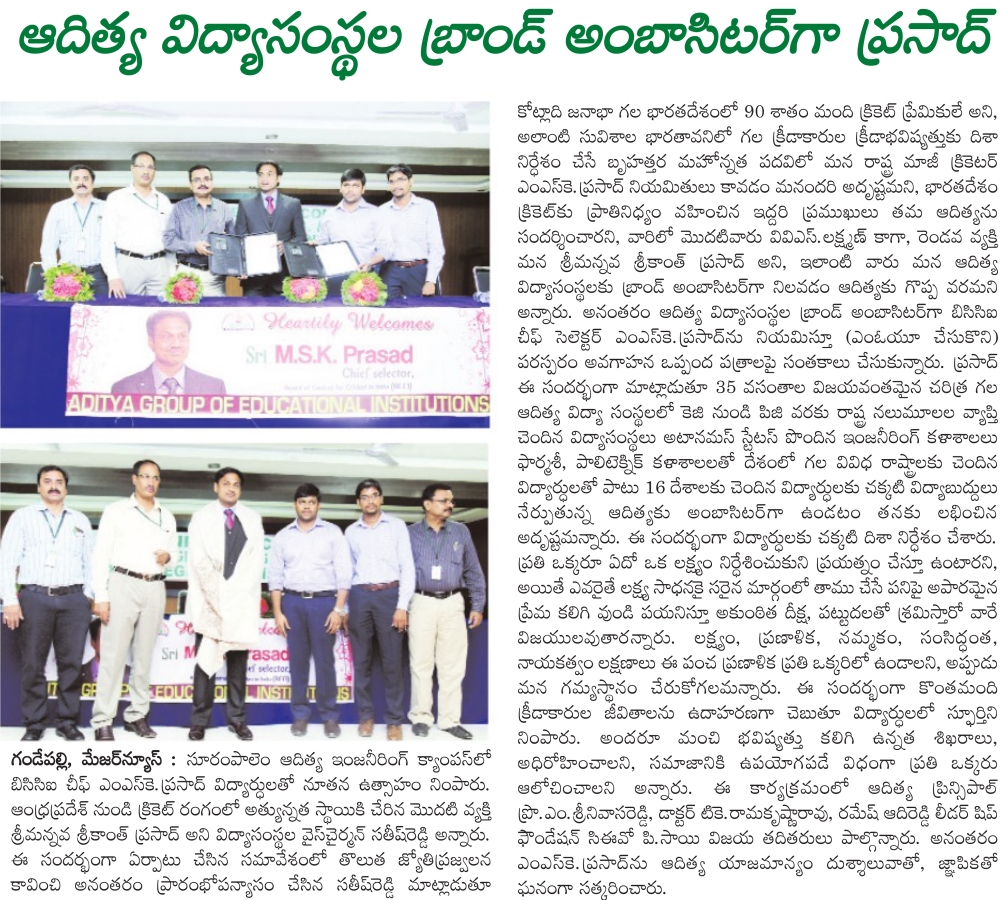 ఆదిత్య విద్యాసంస్థల బ్రాండ్ అంబాసిటర్‌గా ప్రసాద్
Heartily Welcomes
Sri M.S.K. Prasad
Chief selector,
Board of Control for Cricket in India (BCCI)
ADITYA GROUP OF EDUCATIONAL INSTITUTIONS
గండేపల్లి, మేజర్‌న్యూస్ : సూరంపాలెం ఆదిత్య ఇంజనీరింగ్ క్యాంపస్‌లో
బిసిసిఐ చీఫ్ ఎంఎస్‌కె.ప్రసాద్ విద్యార్ధులతో నూతన ఉత్సాహం నింపారు.
ఆంధ్రప్రదేశ్ నుండి క్రికెట్ రంగంలో అత్యున్నత స్థాయికి చేరిన మొదటి వ్యక్తి
శ్రీమన్నవ శ్రీకాంత్ ప్రసాద్ అని విద్యాసంస్థల వైస్‌చైర్మన్ సతీష్‌రెడ్డి అన్నారు.
ఈ సందర్భంగా ఏర్పాటు చేసిన సమావేశంలో తొలుత జ్యోతిప్రజ్వలన
కావించి అనంతరం ప్రారంభోపన్యాసం చేసిన సతీష్‌రెడ్డి మాట్లాడుతూ
కోట్లాది జనాభా గల భారతదేశంలో 90 శాతం మంది క్రికెట్ ప్రేమికులే అని,
అలాంటి సువిశాల భారతావనిలో గల క్రీడాకారుల క్రీడాభవిష్యత్తుకు దిశా
నిర్ధేశం చేసే బృహత్తర మహోన్నత పదవిలో మన రాష్ట్ర మాజీ క్రికెటర్
ఎంఎస్‌కె.ప్రసాద్ నియమితులు కావడం మనందరి అదృష్టమని, భారతదేశం
క్రికెట్‌కు ప్రాతినిధ్యం వహించిన ఇద్దరి ప్రముఖులు తమ ఆదిత్యను
సందర్శించారని, వారిలో మొదటివారు వివిఎస్.లక్ష్మణ్ కాగా, రెండవ వ్యక్తి
మన శ్రీమన్నవ శ్రీకాంత్ ప్రసాద్ అని, ఇలాంటి వారు మన ఆదిత్య
విద్యాసంస్థలకు బ్రాండ్ అంబాసిటర్‌గా నిలవడం ఆదిత్యకు గొప్ప వరమని
అన్నారు. అనంతరం ఆదిత్య విద్యాసంస్థల బ్రాండ్ అంబాసిటర్‌గా బిసిసిఐ
చీఫ్ సెలెక్టర్ ఎంఎస్‌కె.ప్రసాద్‌ను నియమిస్తూ (ఎంఓయూ చేసుకొని)
పరస్పరం అవగాహన ఒప్పంద పత్రాలపై సంతకాలు చేసుకున్నారు. ప్రసాద్
ఈ సందర్భంగా మాట్లాడుతూ 35 వసంతాల విజయవంతమైన చరిత్ర గల
ఆదిత్య విద్యా సంస్థలలో కెజి నుండి పిజి వరకు రాష్ట్ర నలుమూలల వ్యాప్తి
చెందిన విద్యాసంస్థలు అటానమస్ స్టేటస్ పొందిన ఇంజనీరింగ్ కళాశాలలు
ఫార్మశీ, పాలిటెక్నిక్ కళాశాలలతో దేశంలో గల వివిధ రాష్ట్రాలకు చెందిన
విద్యార్ధులతో పాటు 16 దేశాలకు చెందిన విద్యార్ధులకు చక్కటి విద్యాబుద్దులు
నేర్పుతున్న ఆదిత్యకు అంబాసిటర్‌గా ఉండటం తనకు లభించిన
అదృష్టమన్నారు. ఈ సందర్భంగా విద్యార్ధులకు చక్కటి దిశా నిర్దేశం చేశారు.
ప్రతి ఒక్కరూ ఏదో ఒక లక్ష్యం నిర్ధేశించుకుని ప్రయత్నం చేస్తూ ఉంటారని,
అయితే ఎవరైతే లక్ష్య సాధనకై సరైన మార్గంలో తాము చేసే పనిపై అపారమైన
ప్రేమ కలిగి వుండి పయనిస్తూ అకుంఠిత దీక్ష, పట్టుదలతో శ్రమిస్తారో వారే
విజయులవుతారన్నారు. లక్ష్యం, ప్రణాళిక, నమ్మకం, సంసిద్ధంత,
నాయకత్వం లక్షణాలు ఈ పంచ ప్రణాళిక ప్రతి ఒక్కరిలో ఉండాలని, అప్పుడు
మన గమ్యస్థానం చేరుకోగలమన్నారు. ఈ సందర్భంగా కొంతమంది
క్రీడాకారుల జీవితాలను ఉదాహరణగా చెబుతూ విద్యార్ధులలో స్ఫూర్తిని
నింపారు. అందరూ మంచి భవిష్యత్తు కలిగి ఉన్నత శిఖరాలు,
అధిరోహించాలని, సమాజానికి ఉపయోగపడే విధంగా ప్రతి ఒక్కరు
ఆలోచించాలని అన్నారు. ఈ కార్యక్రమంలో ఆదిత్య ప్రిన్సిపాల్
ప్రొ.ఎం.శ్రీనివాసరెడ్డి, డాక్టర్ టికె.రామకృష్ణారావు, రమేష్ ఆదిరెడ్డి లీడర్ షిప్
ఫౌండేషన్ సిఈవో పి.సాయి విజయ తదితరులు పాల్గొన్నారు. అనంతరం
ఎంఎస్‌కె.ప్రసాద్‌ను ఆదిత్య యాజమాన్యం దుశ్శాలువాతో, జ్ఞాపికతో
ఘనంగా సత్కరించారు.